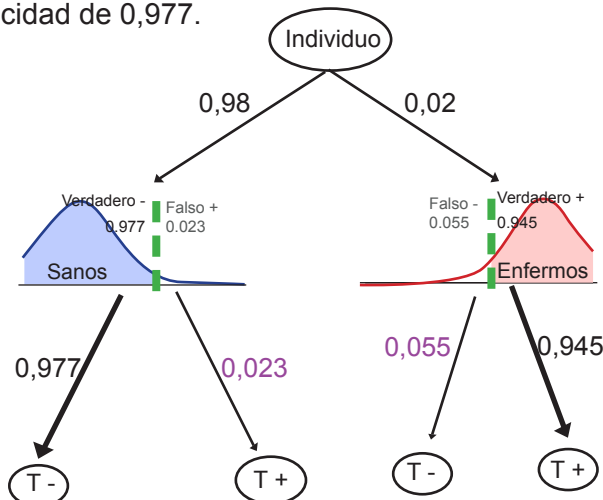 cidad de 0,977.
Individuo
0,98
0,02
Verdadero -
0.977
Falso +
0.023
Sanos
Falso -
0.055
Verdadero +
0.945
Enfermos
0,977
0,023
0,055
0,945
T -
T +
T -
T +